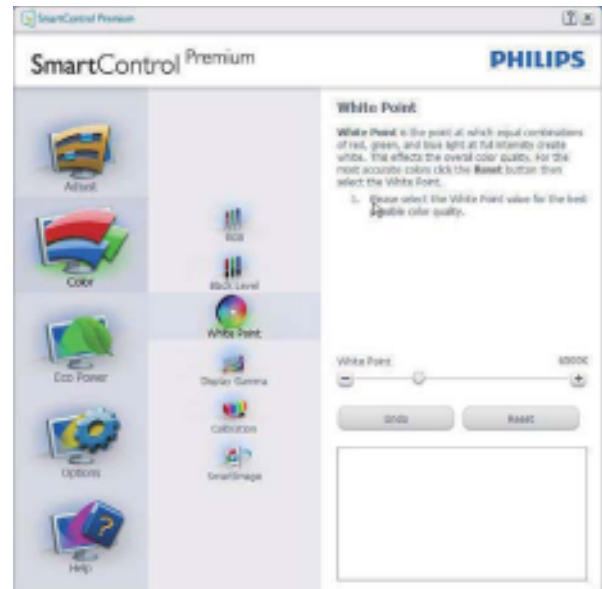 SmartControl Premium
SmartControl Premium
PHILIPS
Adjust
Color
Eco Power
Options
Help
RGB
Black Level
White Point
Display Gamma
Calibration
SmartImage
White Point
White Point is the point at which equal combinations
of red, green, and blue light at full intensity create
white. This effects the overall color quality. For the
most accurate colors click the Reset button then
select the White Point.
1. Please select the White Point value for the best
possible color quality.
White Point 6500K
Undo Reset